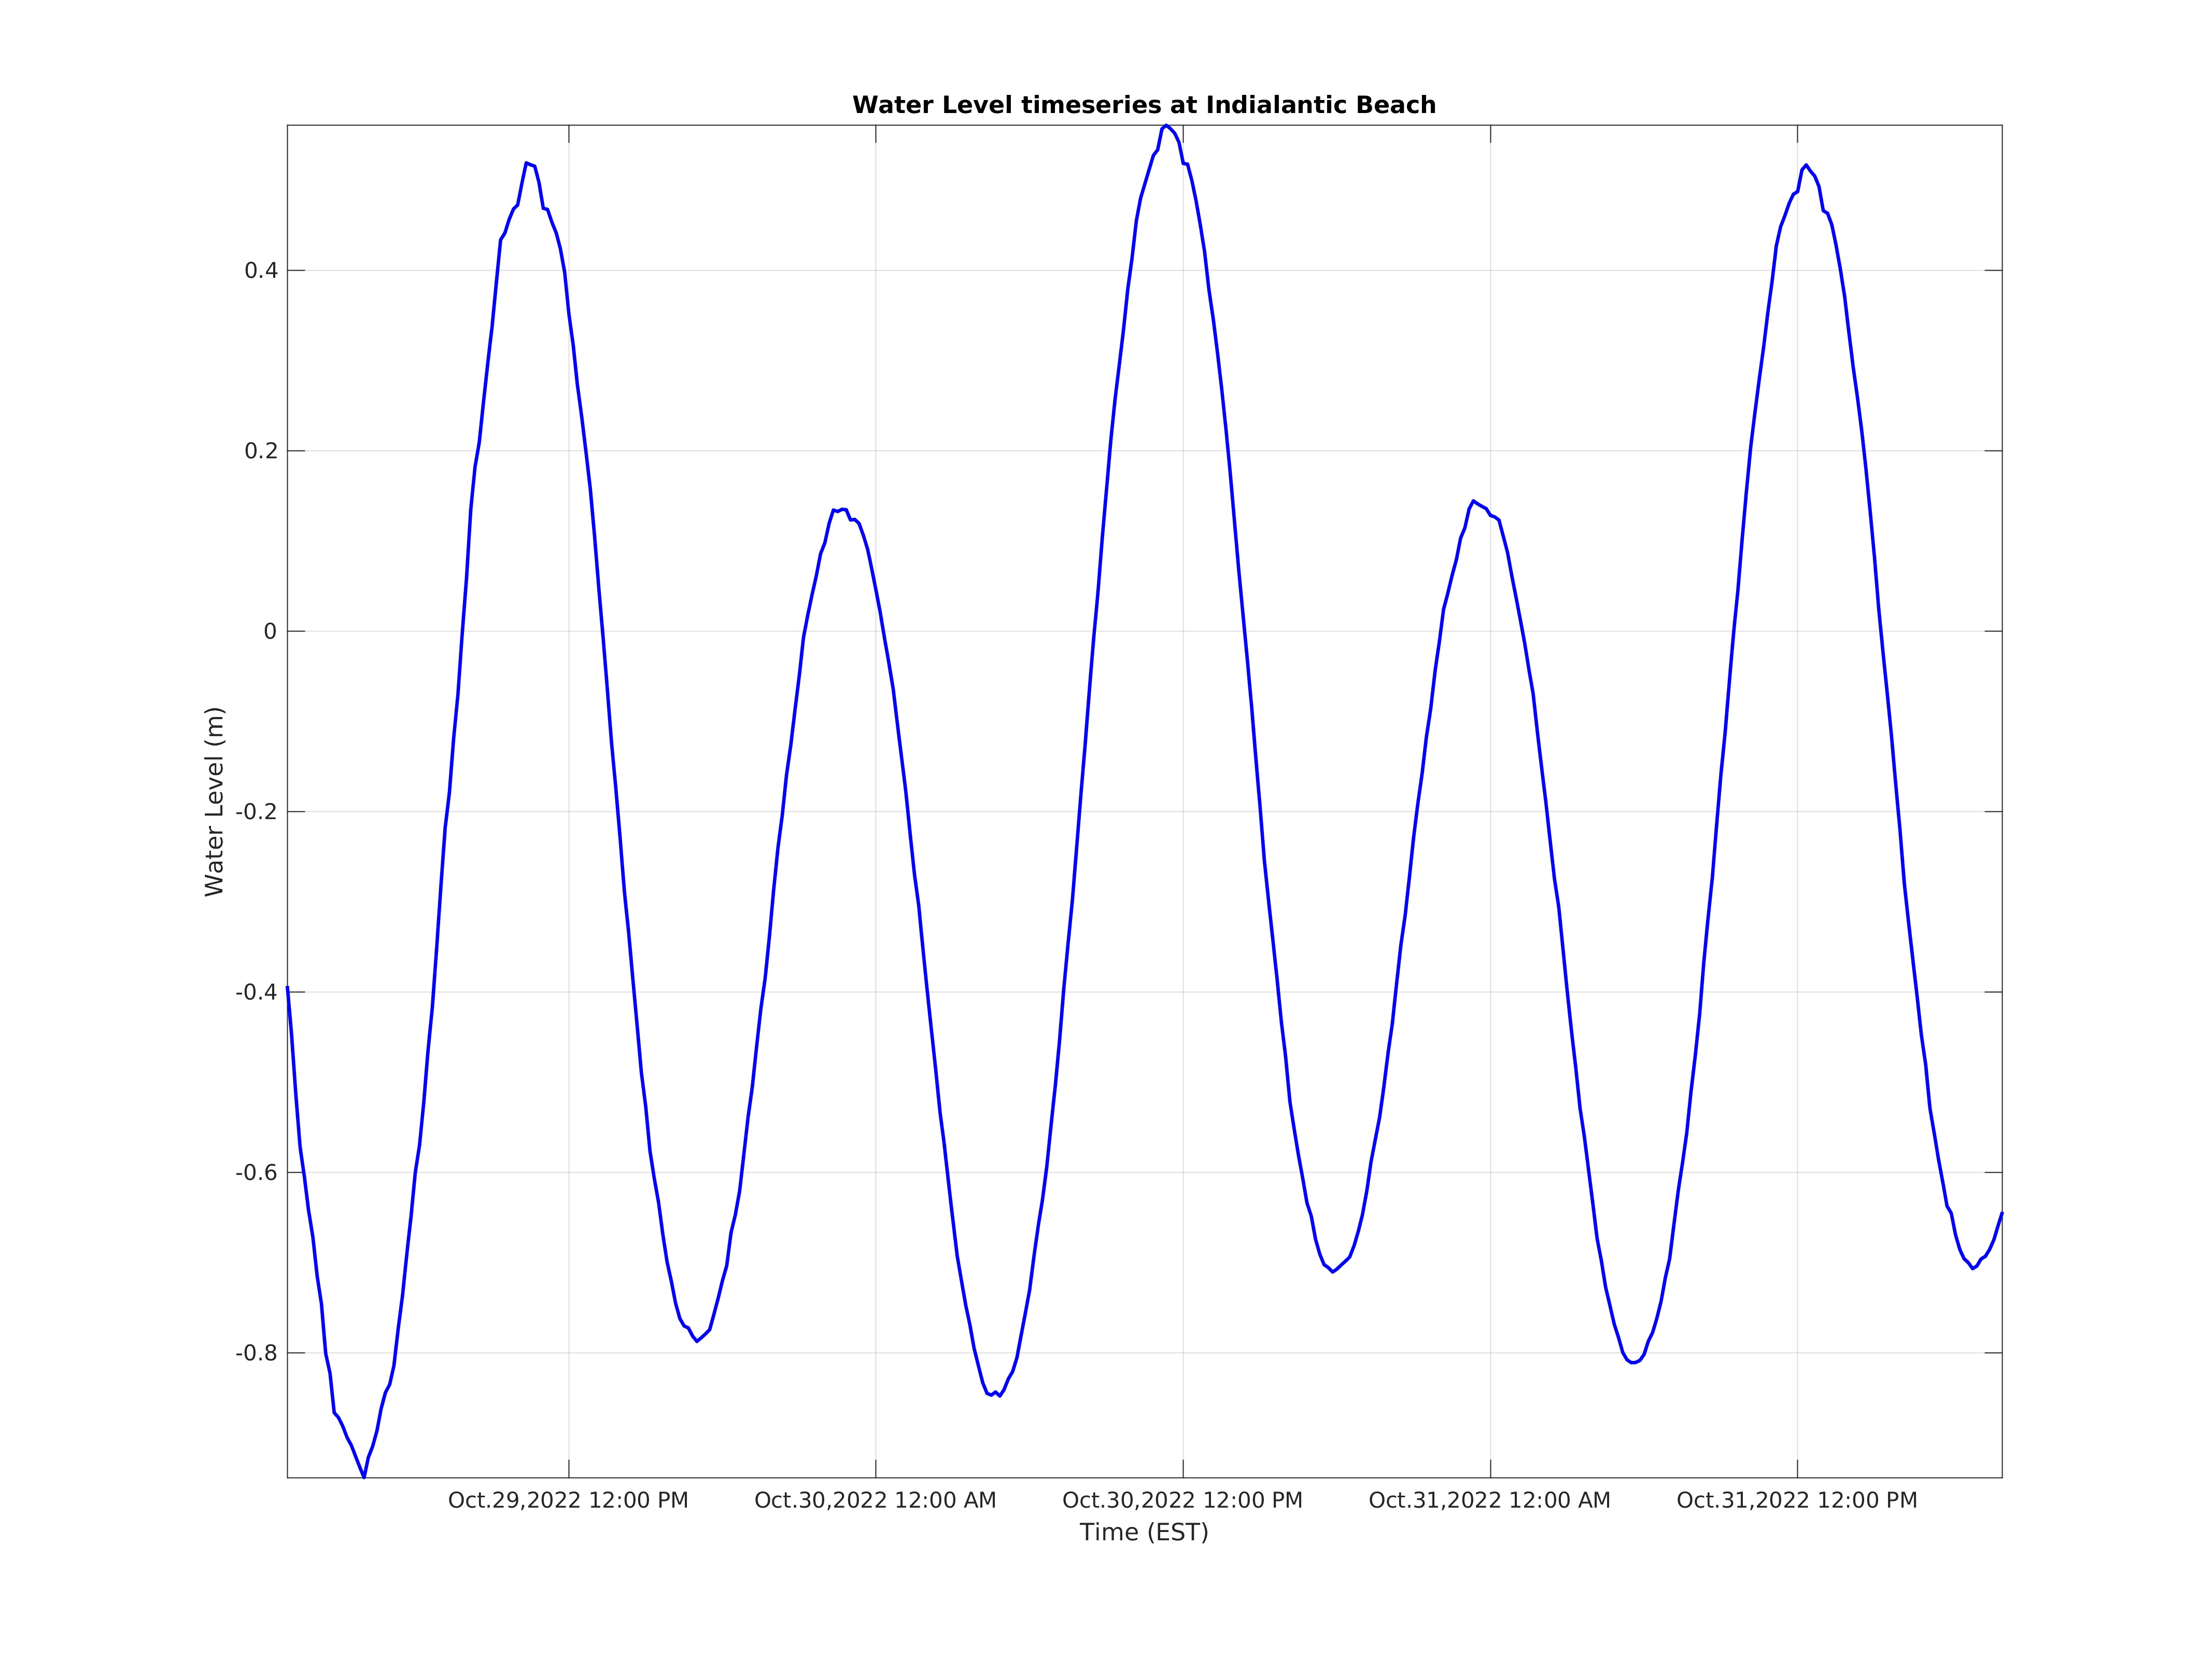 Water Level timeseries at Indialantic Beach
0.4
0.2
0
-0.2
-0.4
-0.6
-0.8
Water Level (m)
Oct.29,2022 12:00 PM
Oct.30,2022 12:00 AM
Oct.30,2022 12:00 PM
Oct.31,2022 12:00 AM
Oct.31,2022 12:00 PM
Time (EST)